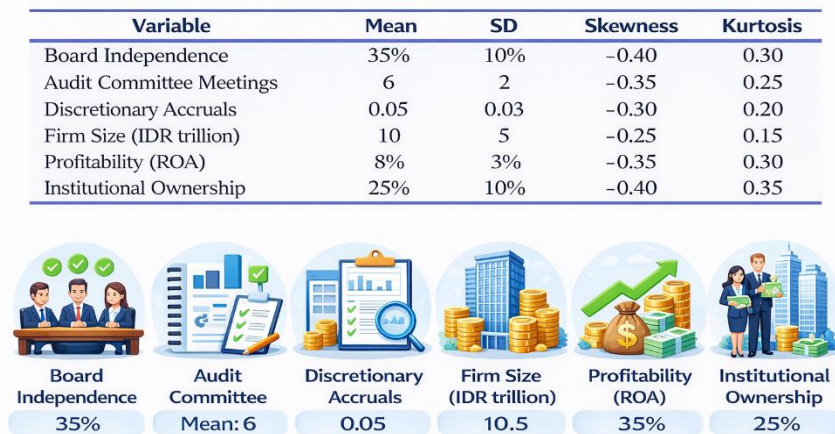 Variable Mean SD Skewness Kurtosis
Board Independence 35% 10% −0.40 0.30
Audit Committee Meetings 6 2 −0.35 0.25
Discretionary Accruals 0.05 0.03 −0.30 0.20
Firm Size (IDR trillion) 10 5 −0.25 0.15
Profitability (ROA) 8% 3% −0.35 0.30
Institutional Ownership 25% 10% −0.40 0.35
$
Board Audit Discretionary Firm Size Profitability Institutional
Independence Committee Accruals (IDR trillion) (ROA) Ownership
35% Mean: 6 0.05 10.5 35% 25%